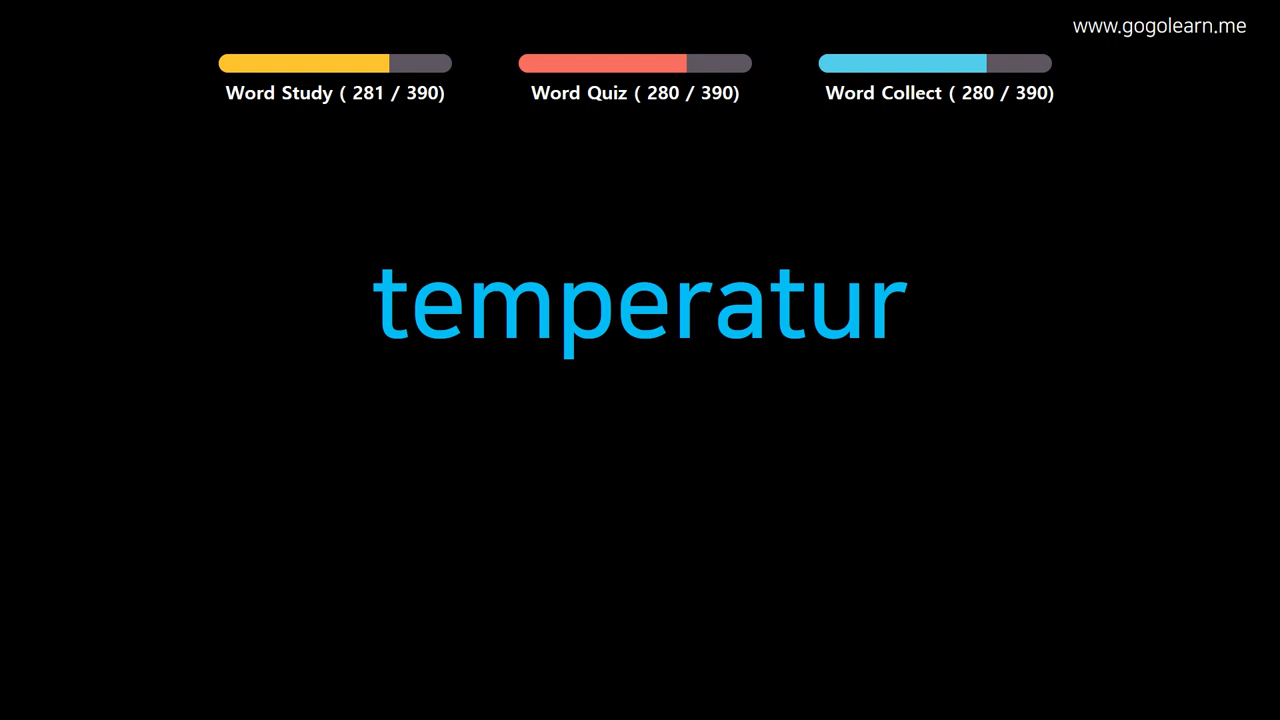 www.gogolearn.me
Word Study ( 281 / 390)
Word Quiz ( 280 / 390)
Word Collect ( 280 / 390)
temperatur